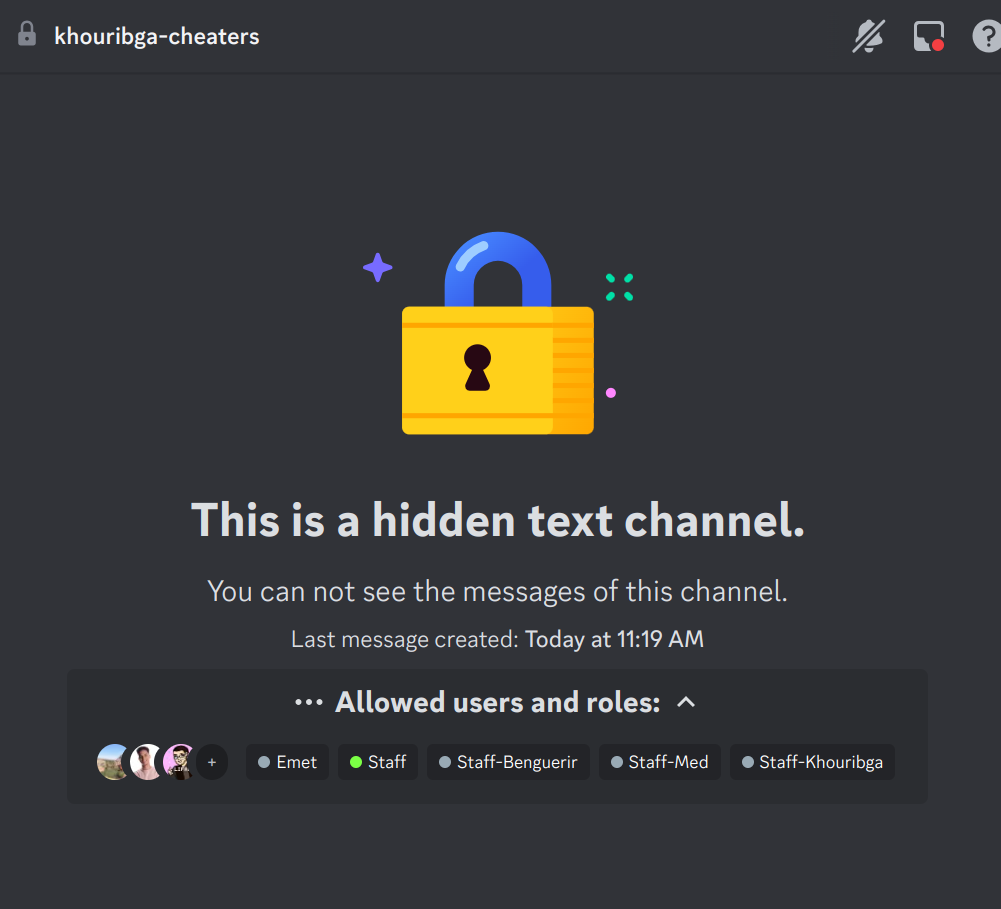 khouribga-cheaters
This is a hidden text channel.
You can not see the messages of this channel.
Last message created: Today at 11:19 AM
Allowed users and roles:
Emet Staff Staff-Benguerir Staff-Med Staff-Khouribga